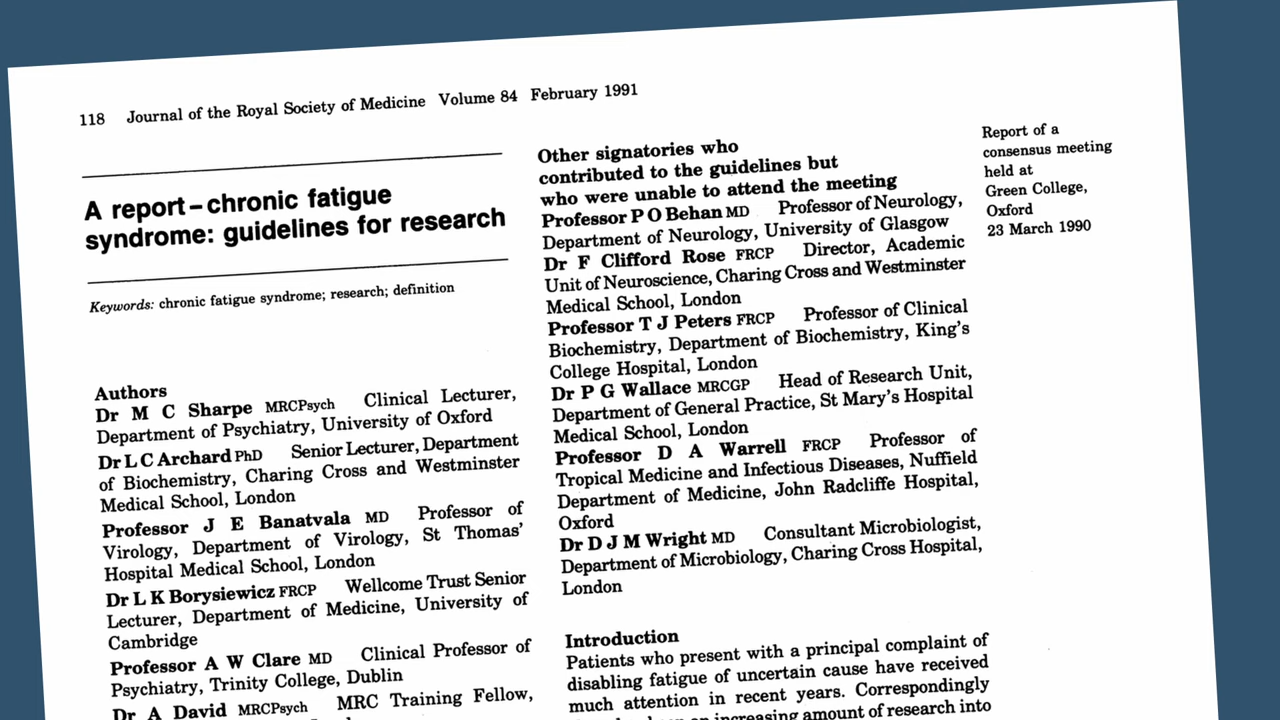 118 Journal of the Royal Society of Medicine Volume 84 February 1991
A report – chronic fatigue
syndrome: guidelines for research
Keywords: chronic fatigue syndrome; research; definition
Authors
Dr M C Sharpe MRCPsych Clinical Lecturer,
Department of Psychiatry, University of Oxford
Dr L C Archard PhD Senior Lecturer, Department
of Biochemistry, Charing Cross and Westminster
Medical School, London
Professor J E Banatvala MD Professor of
Virology, Department of Virology, St Thomas'
Hospital Medical School, London
Dr L K Borysiewicz FRCP Wellcome Trust Senior
Lecturer, Department of Medicine, University of
Cambridge
Professor A W Clare MD Clinical Professor of
Psychiatry, Trinity College, Dublin
Dr A David MRCPsych MRC Training Fellow,
Other signatories who
contributed to the guidelines but
who were unable to attend the meeting
Professor P O Behan MD Professor of Neurology,
Department of Neurology, University of Glasgow
Dr F Clifford Rose FRCP Director, Academic
Unit of Neuroscience, Charing Cross and Westminster
Medical School, London
Professor T J Peters FRCP Professor of Clinical
Biochemistry, Department of Biochemistry, King's
College Hospital, London
Dr P G Wallace MRCGP Head of Research Unit,
Department of General Practice, St Mary's Hospital
Medical School, London
Professor D A Warrell FRCP Professor of
Tropical Medicine and Infectious Diseases, Nuffield
Department of Medicine, John Radcliffe Hospital,
Oxford
Dr D J M Wright MD Consultant Microbiologist,
Department of Microbiology, Charing Cross Hospital,
London
Introduction
Patients who present with a principal complaint of
disabling fatigue of uncertain cause have received
much attention in recent years. Correspondingly
increasing amount of research into
Report of a
consensus meeting
held at
Green College,
Oxford
23 March 1990